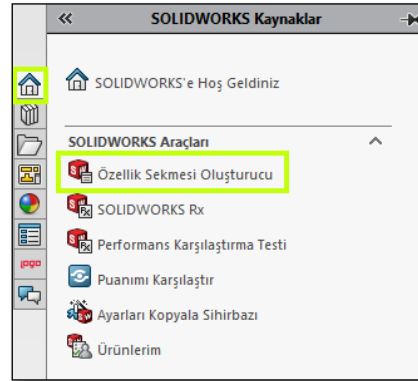 SOLIDWORKS Kaynaklar
SOLIDWORKS'e Hoş Geldiniz
SOLIDWORKS Araçları
Özellik Sekmesi Oluşturucu
SOLIDWORKS Rx
Performans Karşılaştırma Testi
Puanımı Karşılaştır
Ayarları Kopyala Sihirbazı
Ürünlerim